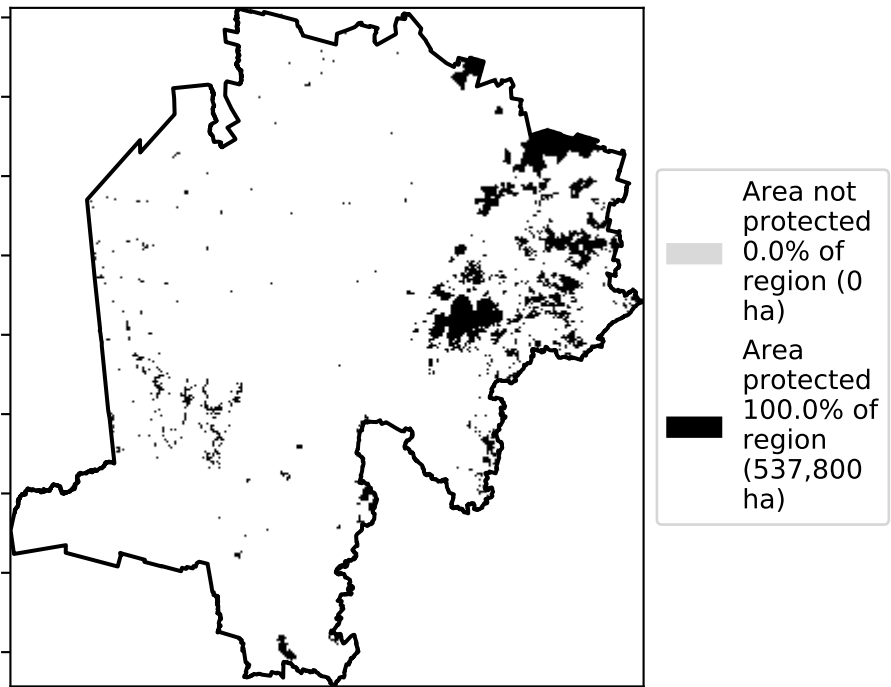 Area not
protected
0.0% of
region (0
ha)
Area
protected
100.0% of
region
(537,800
ha)